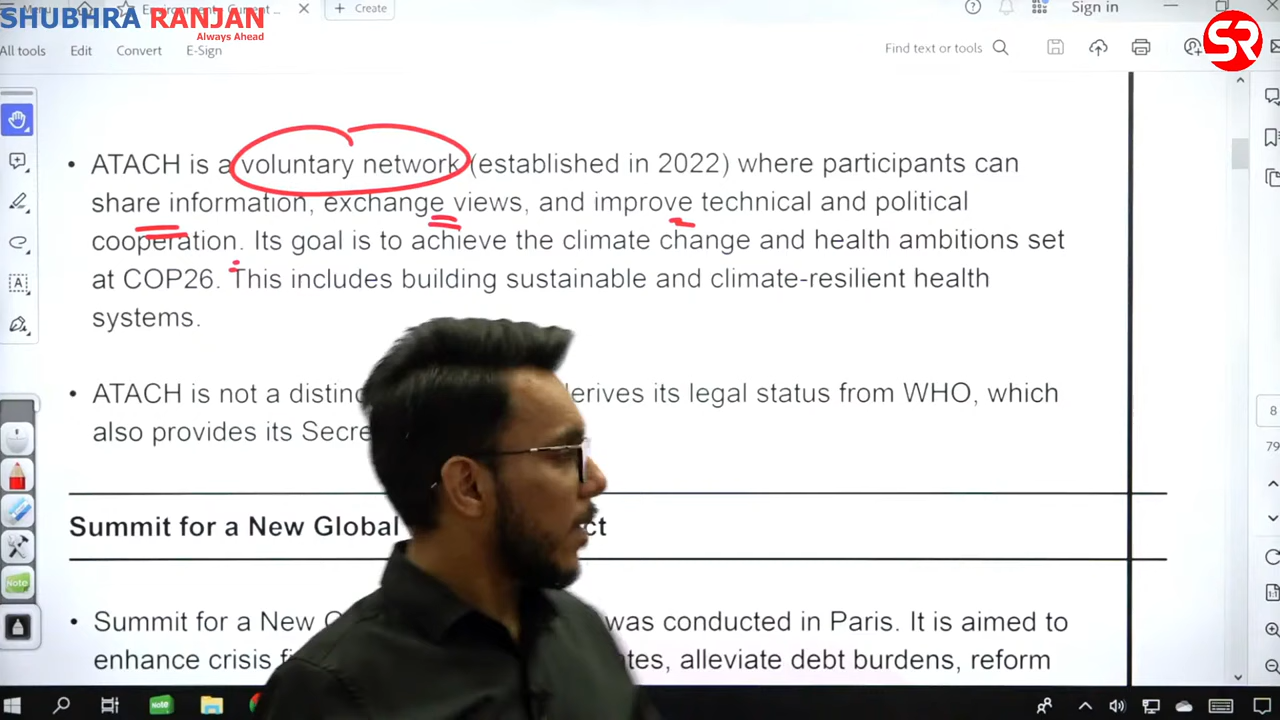 SHUBHRA RANJAN
Always Ahead
Create
Sign in
SR
All tools Edit Convert E-Sign
Find text or tools
• ATACH is a voluntary network (established in 2022) where participants can
share information, exchange views, and improve technical and political
cooperation. Its goal is to achieve the climate change and health ambitions set
at COP26. This includes building sustainable and climate-resilient health
systems.
• ATACH is not a distinc erives its legal status from WHO, which
also provides its Secre
8
79
Summit for a New Global ct
• Summit for a New was conducted in Paris. It is aimed to
enhance crisis fi tes, alleviate debt burdens, reform
Note
Note